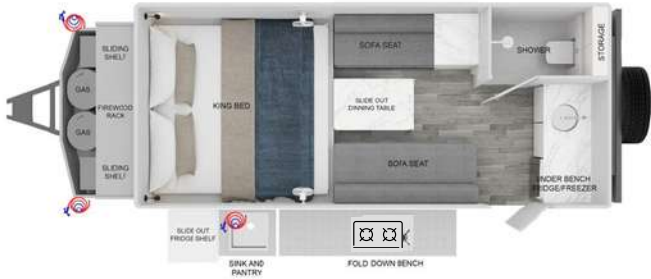 SLIDING
SHELF
GAS
FIREWOOD
RACK
GAS
SLIDING
SHELF
KING BED
SOFA SEAT
SLIDE OUT
DINNING TABLE
SOFA SEAT
SHOWER
STORAGE
UNDER BENCH
FRIDGE/FREEZER
SLIDE OUT
FRIDGE SHELF
SINK AND
PANTRY
FOLD DOWN BENCH